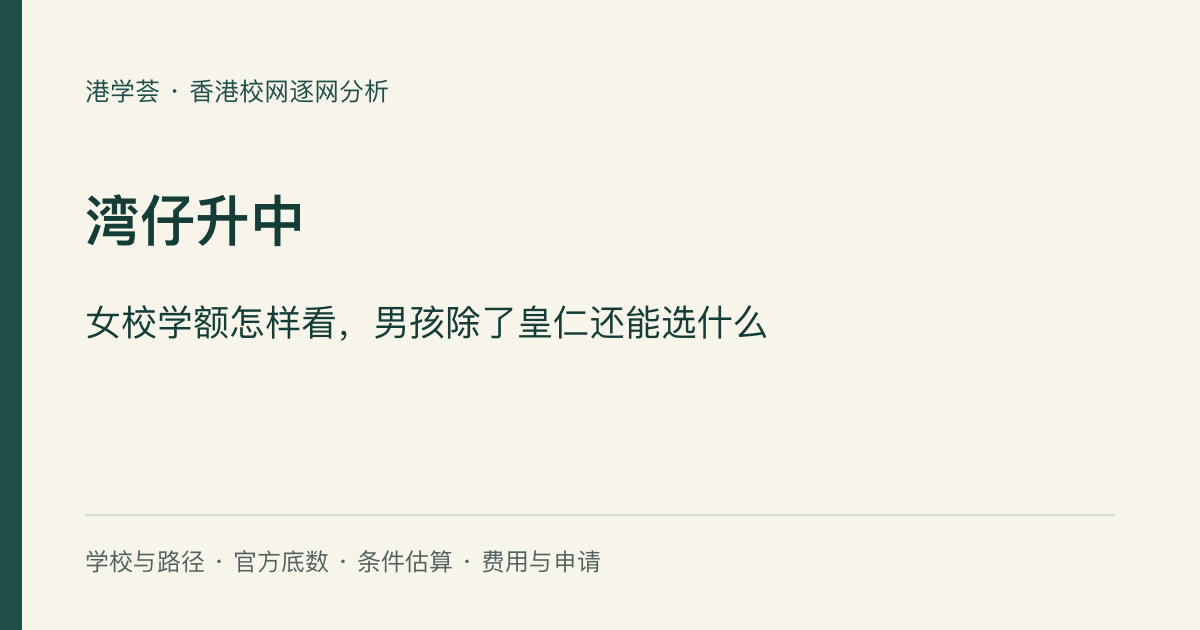 港学荟 · 香港校网逐网分析
湾仔升中
女校学额怎样看，男孩除了皇仁还能选什么
学校与路径 · 官方底数 · 条件估算 · 费用与申请